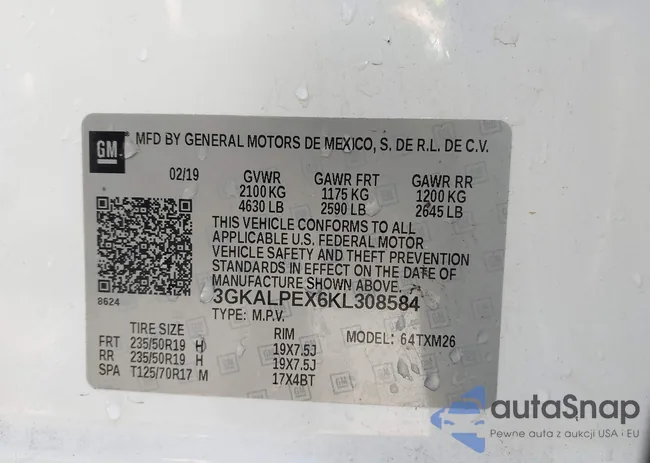 GM
MFD BY GENERAL MOTORS DE MEXICO, S. DE R.L. DE C.V.
02/19 GVWR GAWR FRT GAWR RR
2100 KG 1175 KG 1200 KG
4630 LB 2590 LB 2645 LB
THIS VEHICLE CONFORMS TO ALL
APPLICABLE U.S. FEDERAL MOTOR
VEHICLE SAFETY AND THEFT PREVENTION
STANDARDS IN EFFECT ON THE DATE OF
MANUFACTURE SHOWN ABOVE.
8624
3GKALPEX6KL308584
TYPE: M.P.V.
TIRE SIZE RIM MODEL: 64TXM26
FRT 235/50R19 H 19X7.5J
RR 235/50R19 H 19X7.5J
SPA T125/70R17 M 17X4BT
autaSnap
Pewne auta z aukcji USA i EU